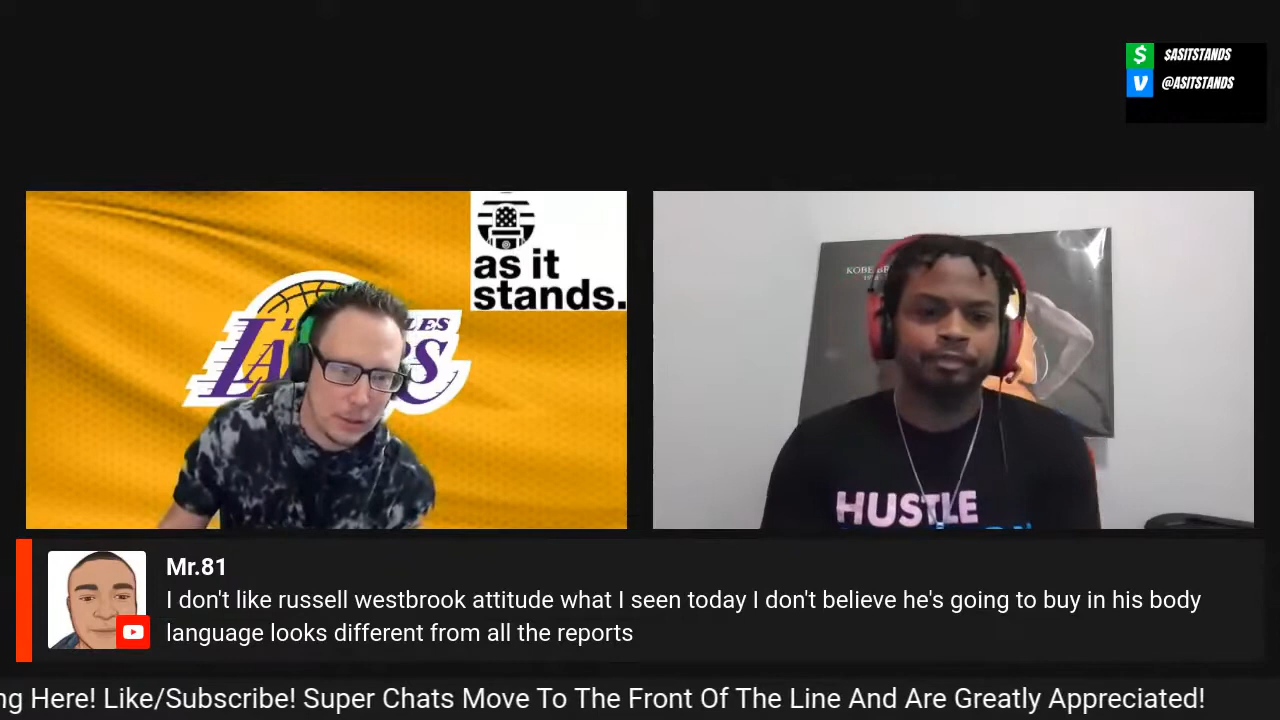 $ASITSTANDS
@ASITSTANDS
as it
stands.
KOBE
HUSTLE
Mr.81
I don't like russell westbrook attitude what I seen today I don't believe he's going to buy in his body
language looks different from all the reports
Here! Like/Subscribe! Super Chats Move To The Front Of The Line And Are Greatly Appreciated!